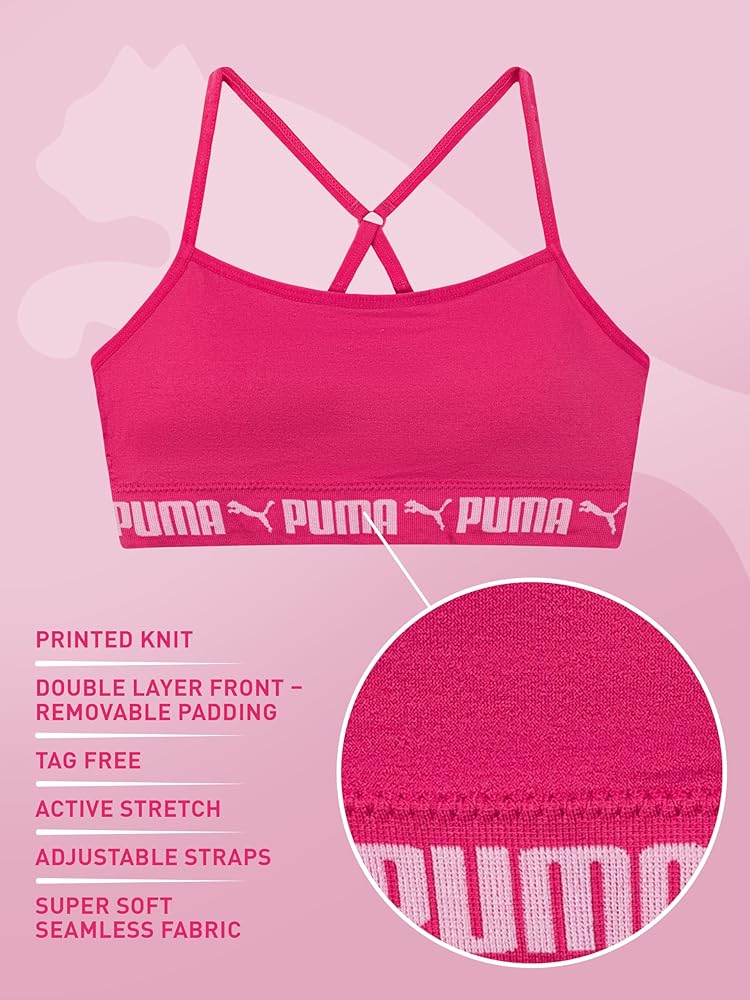 PUMA PUMA PUMA
PRINTED KNIT
DOUBLE LAYER FRONT –
REMOVABLE PADDING
TAG FREE
ACTIVE STRETCH
ADJUSTABLE STRAPS
SUPER SOFT
SEAMLESS FABRIC
PUMA